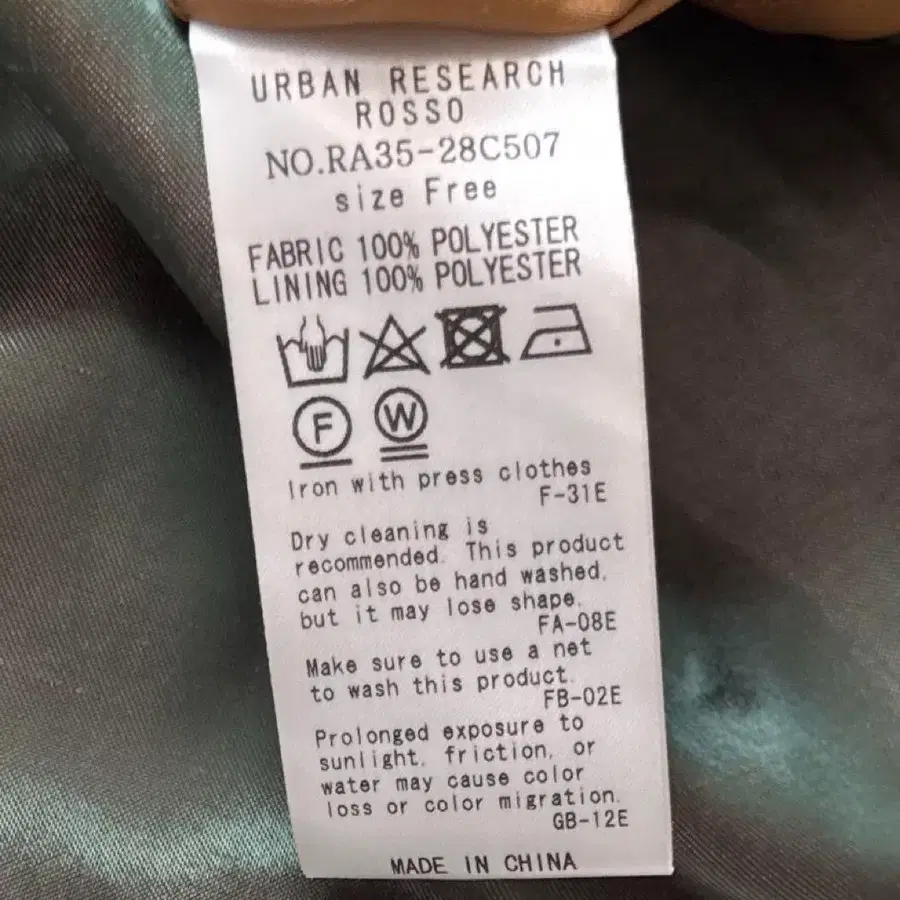 URBAN RESEARCH
ROSSO
NO.RA35-28C507
size Free
FABRIC 100% POLYESTER
LINING 100% POLYESTER
F W
Iron with press clothes
F-31E
Dry cleaning is
recommended. This product
can also be hand washed,
but it may lose shape.
FA-08E
Make sure to use a net
to wash this product.
FB-02E
Prolonged exposure to
sunlight, friction, or
water may cause color
loss or color migration.
GB-12E
MADE IN CHINA